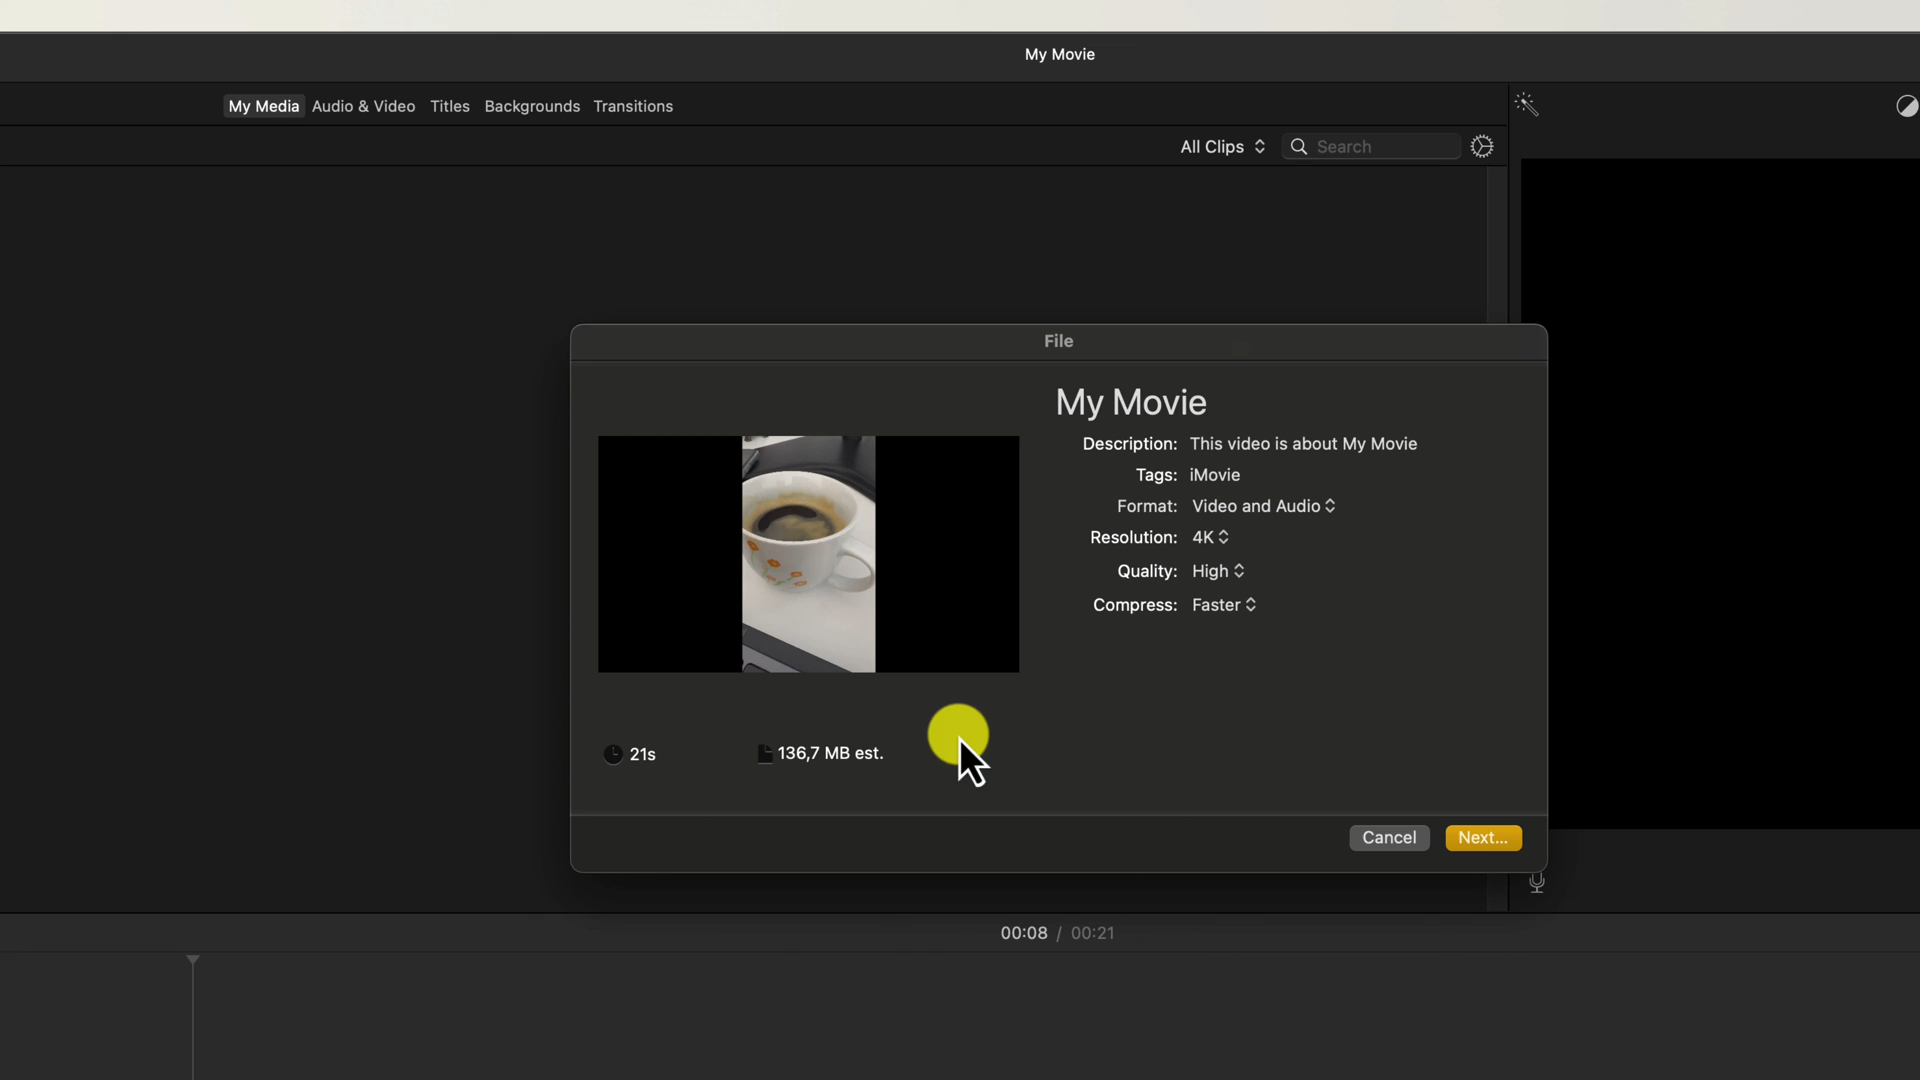 My Movie
My Media Audio & Video Titles Backgrounds Transitions
All Clips Search
File
My Movie
Description: This video is about My Movie
Tags: iMovie
Format: Video and Audio
Resolution: 4K
Quality: High
Compress: Faster
21s 136,7 MB est.
Cancel Next...
00:08 / 00:21